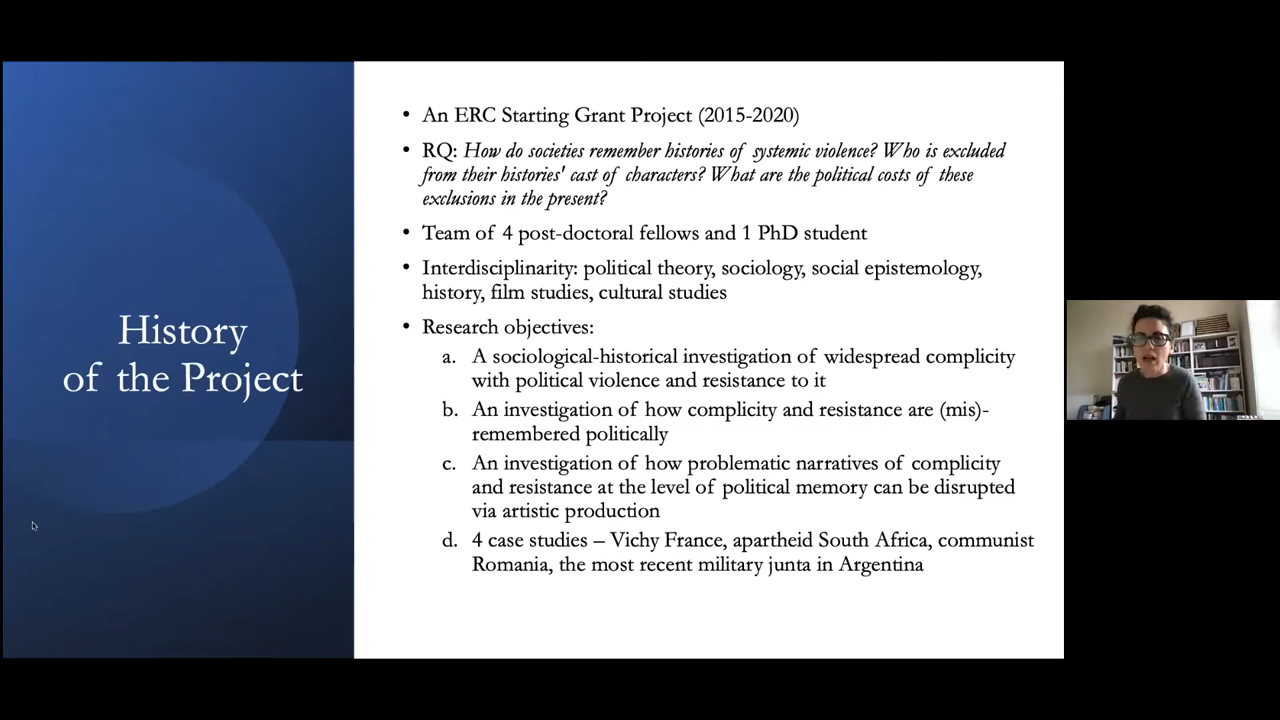 History
of the Project
• An ERC Starting Grant Project (2015-2020)
• RQ: How do societies remember histories of systemic violence? Who is excluded
from their histories' cast of characters? What are the political costs of these
exclusions in the present?
• Team of 4 post-doctoral fellows and 1 PhD student
• Interdisciplinarity: political theory, sociology, social epistemology,
history, film studies, cultural studies
• Research objectives:
a. A sociological-historical investigation of widespread complicity
with political violence and resistance to it
b. An investigation of how complicity and resistance are (mis)-
remembered politically
c. An investigation of how problematic narratives of complicity
and resistance at the level of political memory can be disrupted
via artistic production
d. 4 case studies – Vichy France, apartheid South Africa, communist
Romania, the most recent military junta in Argentina